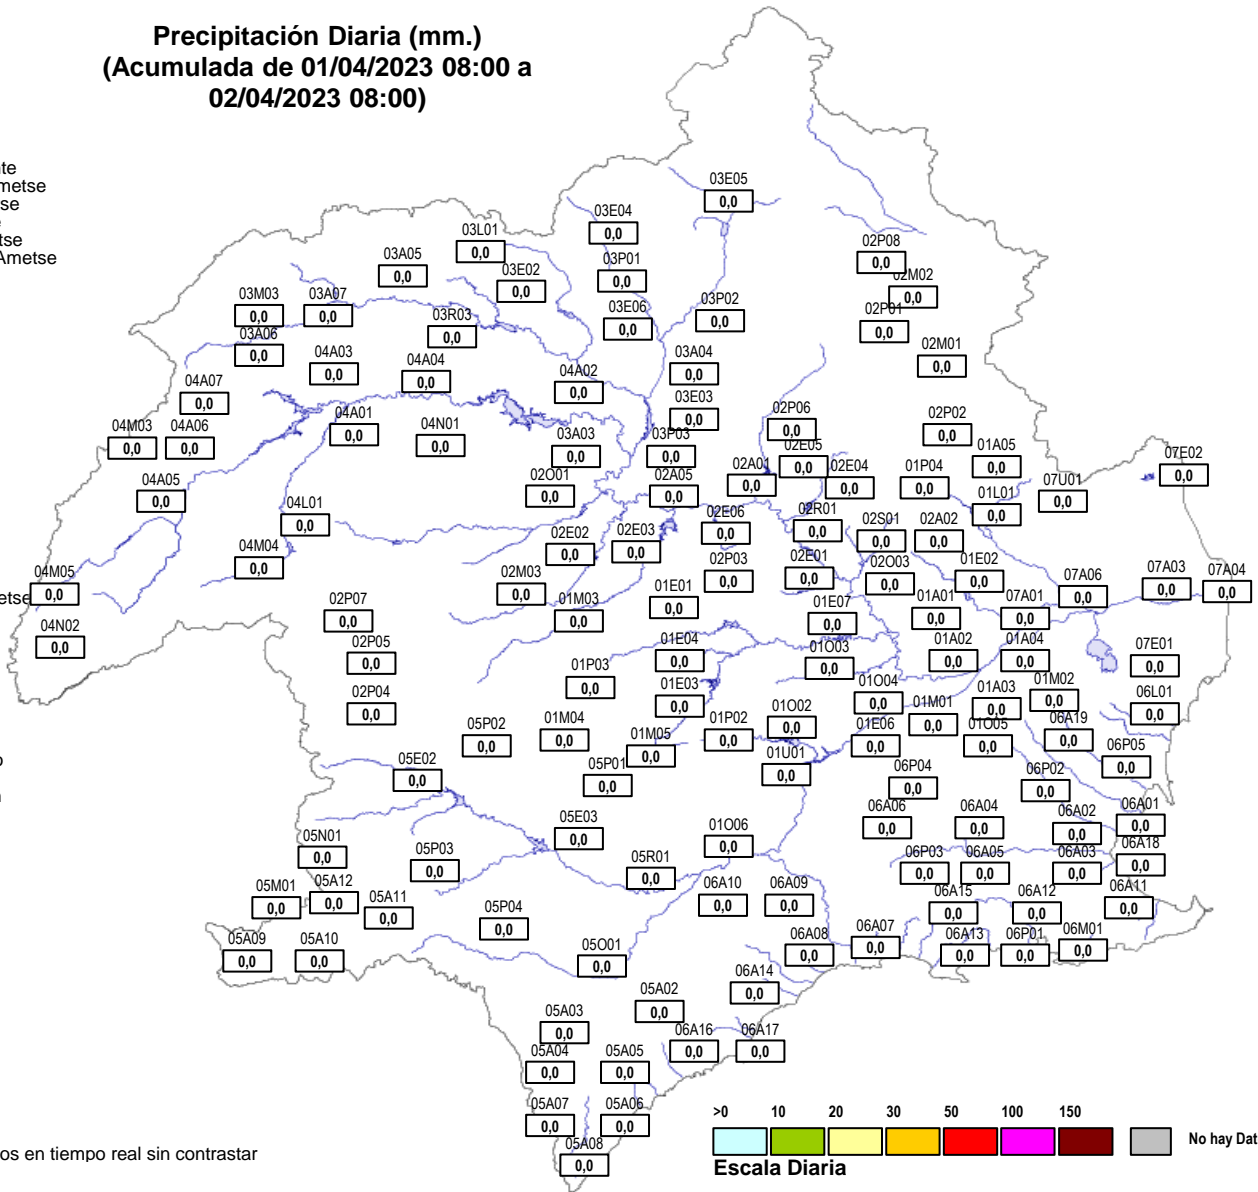 Precipitación Diaria (mm.)
(Acumulada de 01/04/2023 08:00 a
02/04/2023 08:00)
te
metse
se
tse
Ametse
03E05
0,0
03E04
0,0
03L01
0,0
03A05
0,0
03P01
0,0
03E02
0,0
02P08
0,0
02M02
0,0
03M03
0,0
03A07
0,0
03R03
0,0
03E06
0,0
03P02
0,0
02P01
0,0
03A06
0,0
04A03
0,0
04A04
0,0
04A02
0,0
03A04
0,0
02M01
0,0
04A07
0,0
03E03
0,0
04M03
0,0
04A06
0,0
04A01
0,0
04N01
0,0
03A03
0,0
03P03
0,0
02P06
0,0
02P02
0,0
02E05
0,0
01A05
0,0
07E02
0,0
04A05
0,0
02O01
0,0
02A05
0,0
02A01
0,0
02E04
0,0
01P04
0,0
01L01
0,0
07U01
0,0
04L01
0,0
02E02
0,0
02E03
0,0
02E06
0,0
02R01
0,0
02S01
0,0
02A02
0,0
04M04
0,0
04M05
0,0
etse
02M03
0,0
02P03
0,0
02E01
0,0
02O03
0,0
01E02
0,0
07A06
0,0
07A03
0,0
07A04
0,0
02P07
0,0
01M03
0,0
01E01
0,0
01E07
0,0
01A01
0,0
07A01
0,0
04N02
0,0
02P05
0,0
01E04
0,0
01O03
0,0
01A02
0,0
01A04
0,0
07E01
0,0
02P04
0,0
01P03
0,0
01E03
0,0
01O04
0,0
01M01
0,0
01A03
0,0
01M02
0,0
06L01
0,0
05P02
0,0
01M04
0,0
01M05
0,0
01P02
0,0
01O02
0,0
01E06
0,0
01O05
0,0
06A19
0,0
06P05
0,0
o
05E02
0,0
05P01
0,0
01U01
0,0
06P04
0,0
06P02
0,0
05E03
0,0
01O06
0,0
06A06
0,0
06A04
0,0
06A02
0,0
06A01
0,0
05N01
0,0
05P03
0,0
05R01
0,0
06P03
0,0
06A05
0,0
06A03
0,0
06A18
0,0
05M01
0,0
05A12
0,0
05A11
0,0
06A10
0,0
06A09
0,0
06A15
0,0
06A12
0,0
06A11
0,0
05P04
0,0
05A09
0,0
05A10
0,0
05O01
0,0
06A08
0,0
06A07
0,0
06A13
0,0
06P01
0,0
06M01
0,0
06A14
0,0
05A02
0,0
05A03
0,0
06A16
0,0
06A17
0,0
05A04
0,0
05A05
0,0
05A07
0,0
05A06
0,0
05A08
0,0
os en tiempo real sin contrastar
>0 10 20 30 50 100 150
No hay Dat
Escala Diaria